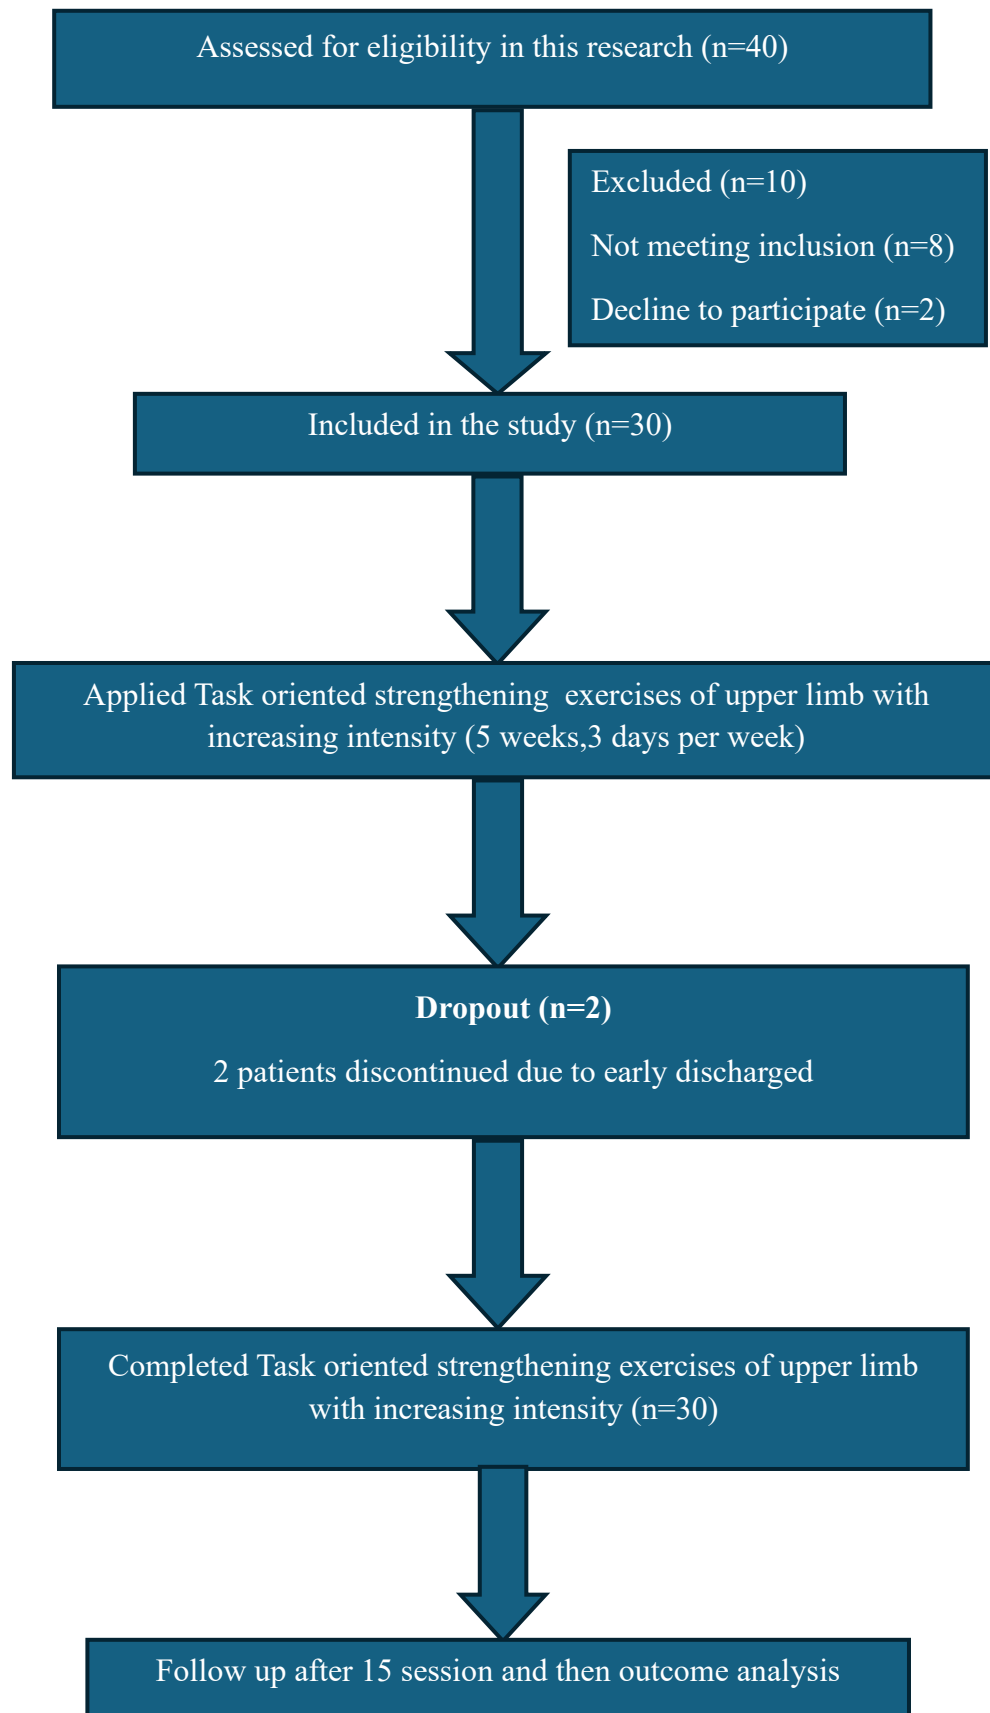 Assessed for eligibility in this research (n=40)
Excluded (n=10)
Not meeting inclusion (n=8)
Decline to participate (n=2)
Included in the study (n=30)
Applied Task oriented strengthening  exercises of upper limb with
increasing intensity (5 weeks,3 days per week)
Dropout (n=2)
2 patients discontinued due to early discharged
Completed Task oriented strengthening exercises of upper limb
with increasing intensity (n=30)
Follow up after 15 session and then outcome analysis